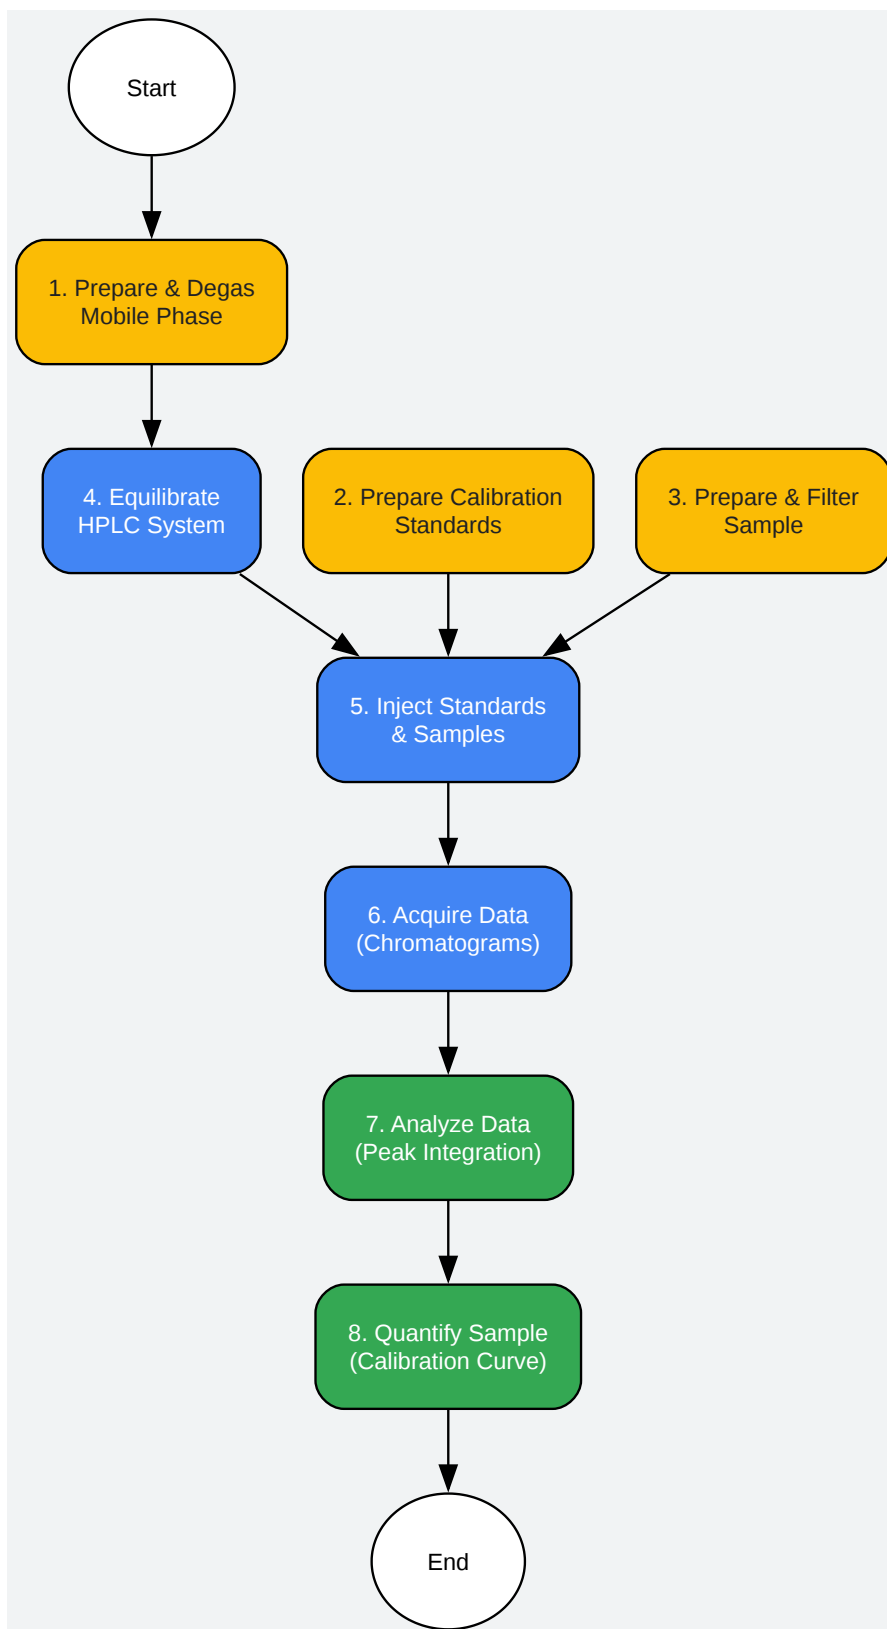 Start
1. Prepare & Degas
Mobile Phase
4. Equilibrate
HPLC System
2. Prepare Calibration
Standards
3. Prepare & Filter
Sample
5. Inject Standards
& Samples
6. Acquire Data
(Chromatograms)
7. Analyze Data
(Peak Integration)
8. Quantify Sample
(Calibration Curve)
End